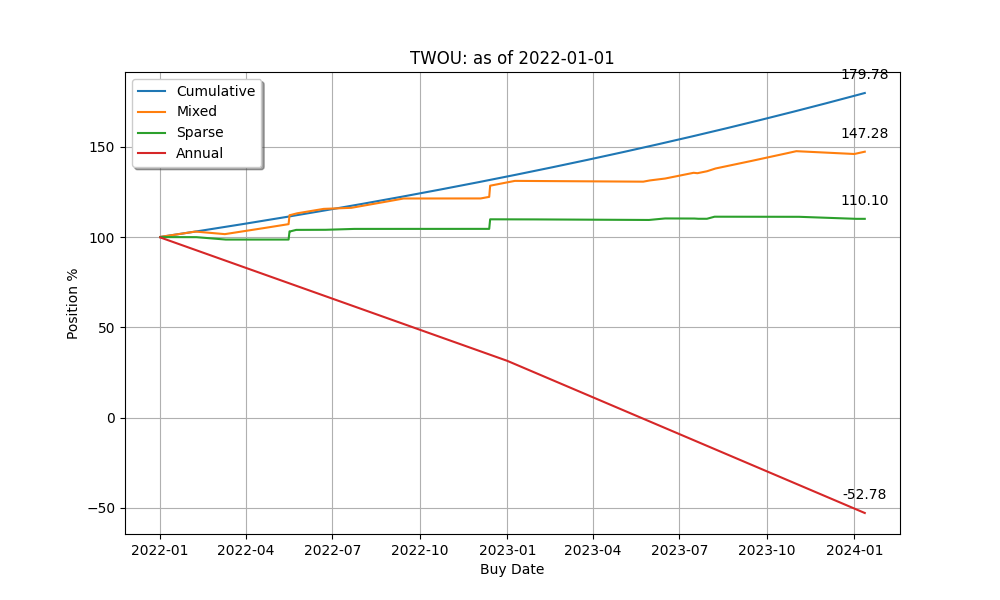 TWOU: as of 2022-01-01
179.78
Cumulative
Mixed
Sparse
Annual
147.28
110.10
-52.78
150
100
50
0
−50
Position %
2022-01
2022-04
2022-07
2022-10
2023-01
2023-04
2023-07
2023-10
2024-01
Buy Date